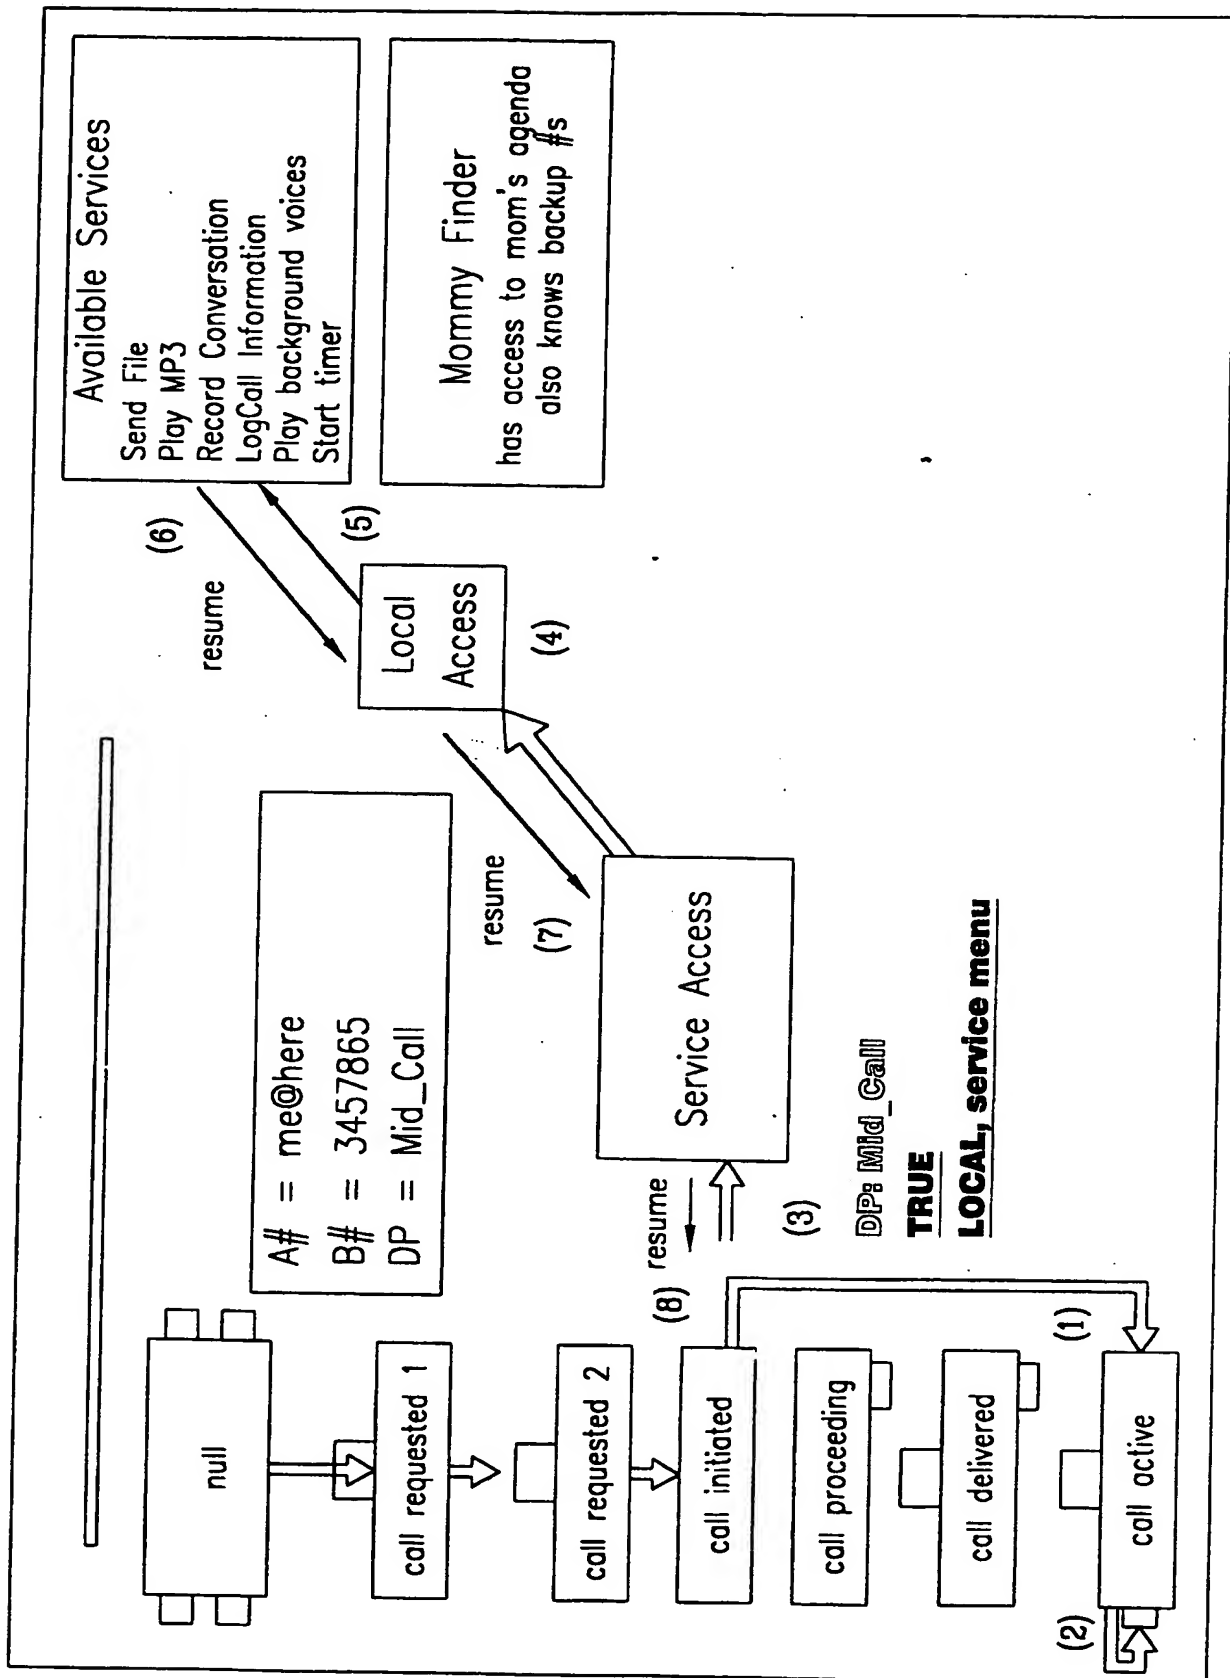 null
call requested 1
call requested 2
call initiated
call proceeding
call delivered
call active
(2)
(1)
A# = me@here
B# = 3457865
DP = Mid_Call
resume
(8)
(3)
Service Access
DP: Mid_Call
TRUE
LOCAL, service menu
resume
(7)
Local
Access
(4)
resume
(6)
(5)
Available Services
Send File
Play MP3
Record Conversation
LogCall Information
Play background voices
Start timer
Mommy Finder
has access to mom's agenda
also knows backup #s